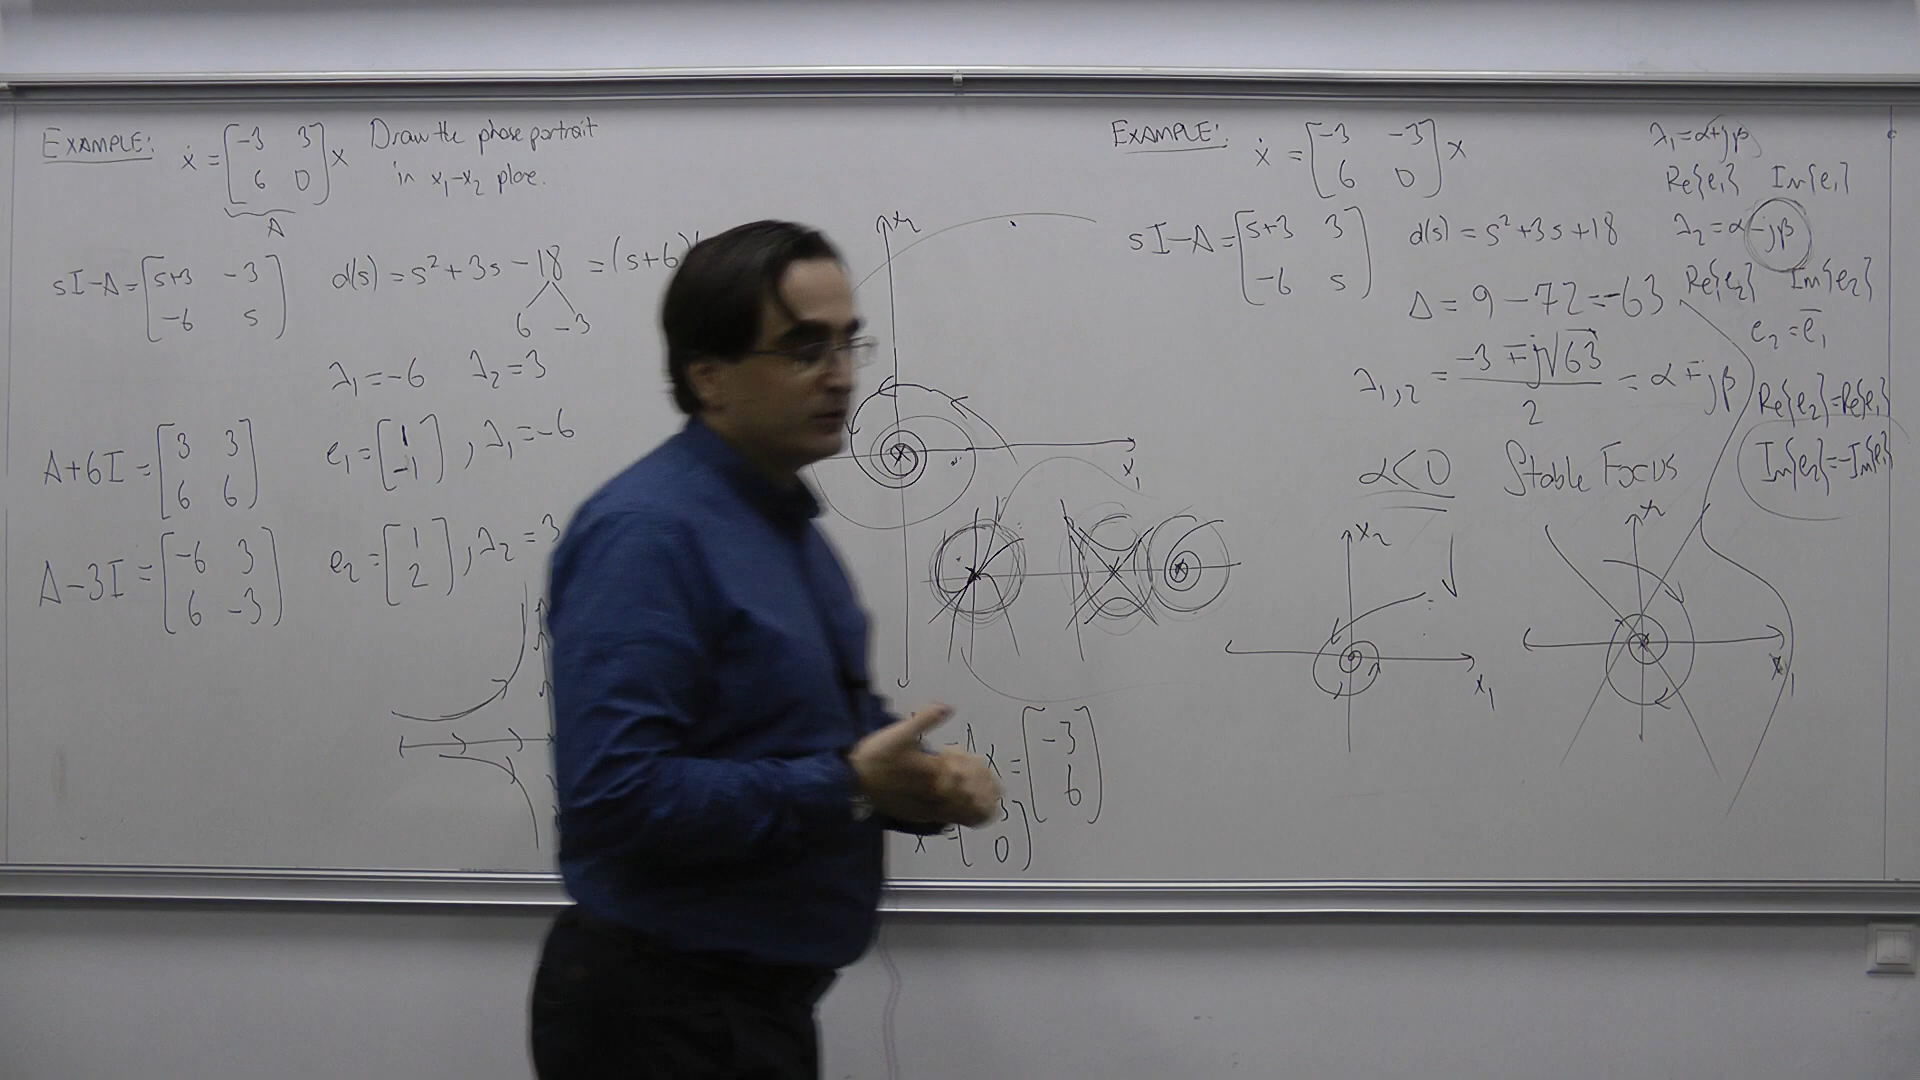 EXAMPLE: ẋ = [-3 3; 6 0] x Draw the phase portrait
in x₁-x₂ plane.
A
sI-A = [s+3 -3; -6 s] d(s) = s²+3s-18 = (s+6)(
6 -3
λ₁=-6 λ₂=3
A+6I = [3 3; 6 6] e₁=[1; -1], λ₁=-6
A-3I = [-6 3; 6 -3] e₂=[1; 2], λ₂=3
x₂
x₁
x = [-3; 6]
ẋ = [3; 0]
EXAMPLE: ẋ = [-3 -3; 6 0] x
sI-A = [s+3 3; -6 s] d(s) = s²+3s+18
Δ = 9-72=-63
λ₁,₂ = (-3 ∓ j√63)/2 = α ∓ jβ
α<0 Stable Focus
x₂
x₁
x₂
x₁
λ₁=α+jβ
Re{e₁} Im{e₁}
λ₂=α-jβ
Re{e₂} Im{e₂}
e₂=ē₁
Re{e₂}=Re{e₁}
Im{e₂}=-Im{e₁}